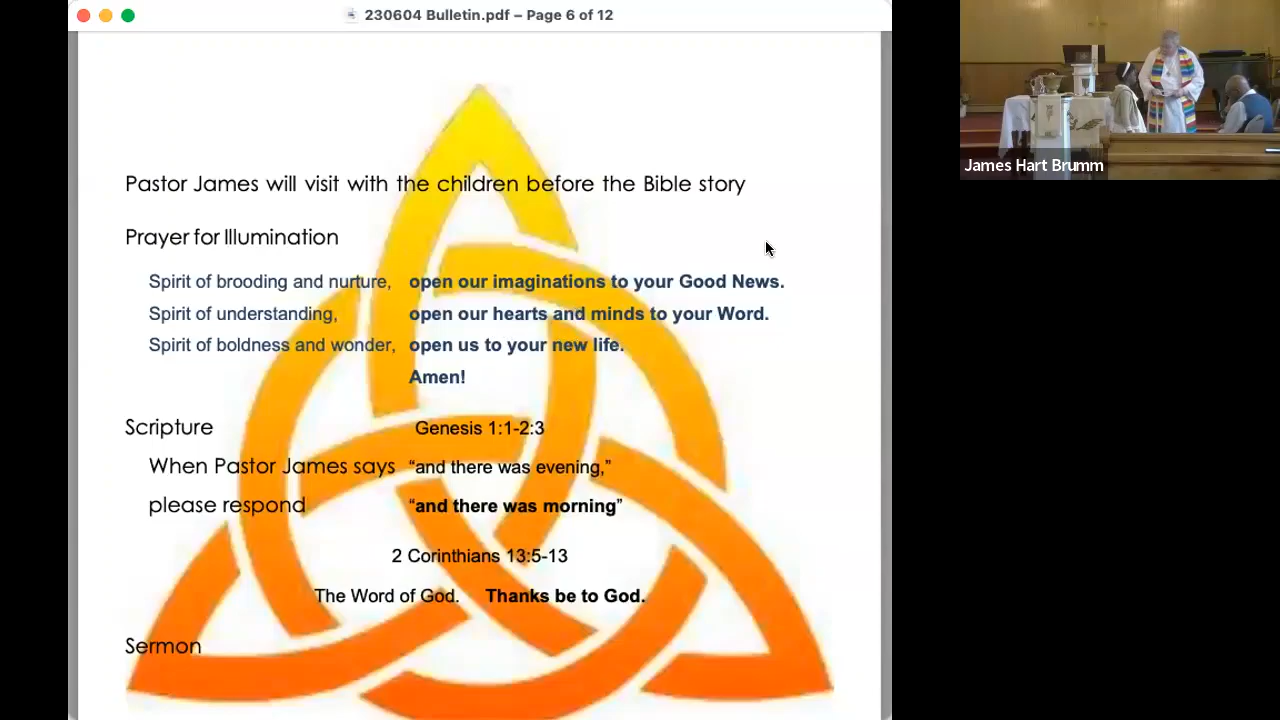 230604 Bulletin.pdf – Page 6 of 12
Pastor James will visit with the children before the Bible story
Prayer for Illumination
Spirit of brooding and nurture, open our imaginations to your Good News.
Spirit of understanding, open our hearts and minds to your Word.
Spirit of boldness and wonder, open us to your new life.
Amen!
Scripture Genesis 1:1-2:3
When Pastor James says “and there was evening,”
please respond “and there was morning”
2 Corinthians 13:5-13
The Word of God. Thanks be to God.
Sermon
James Hart Brumm